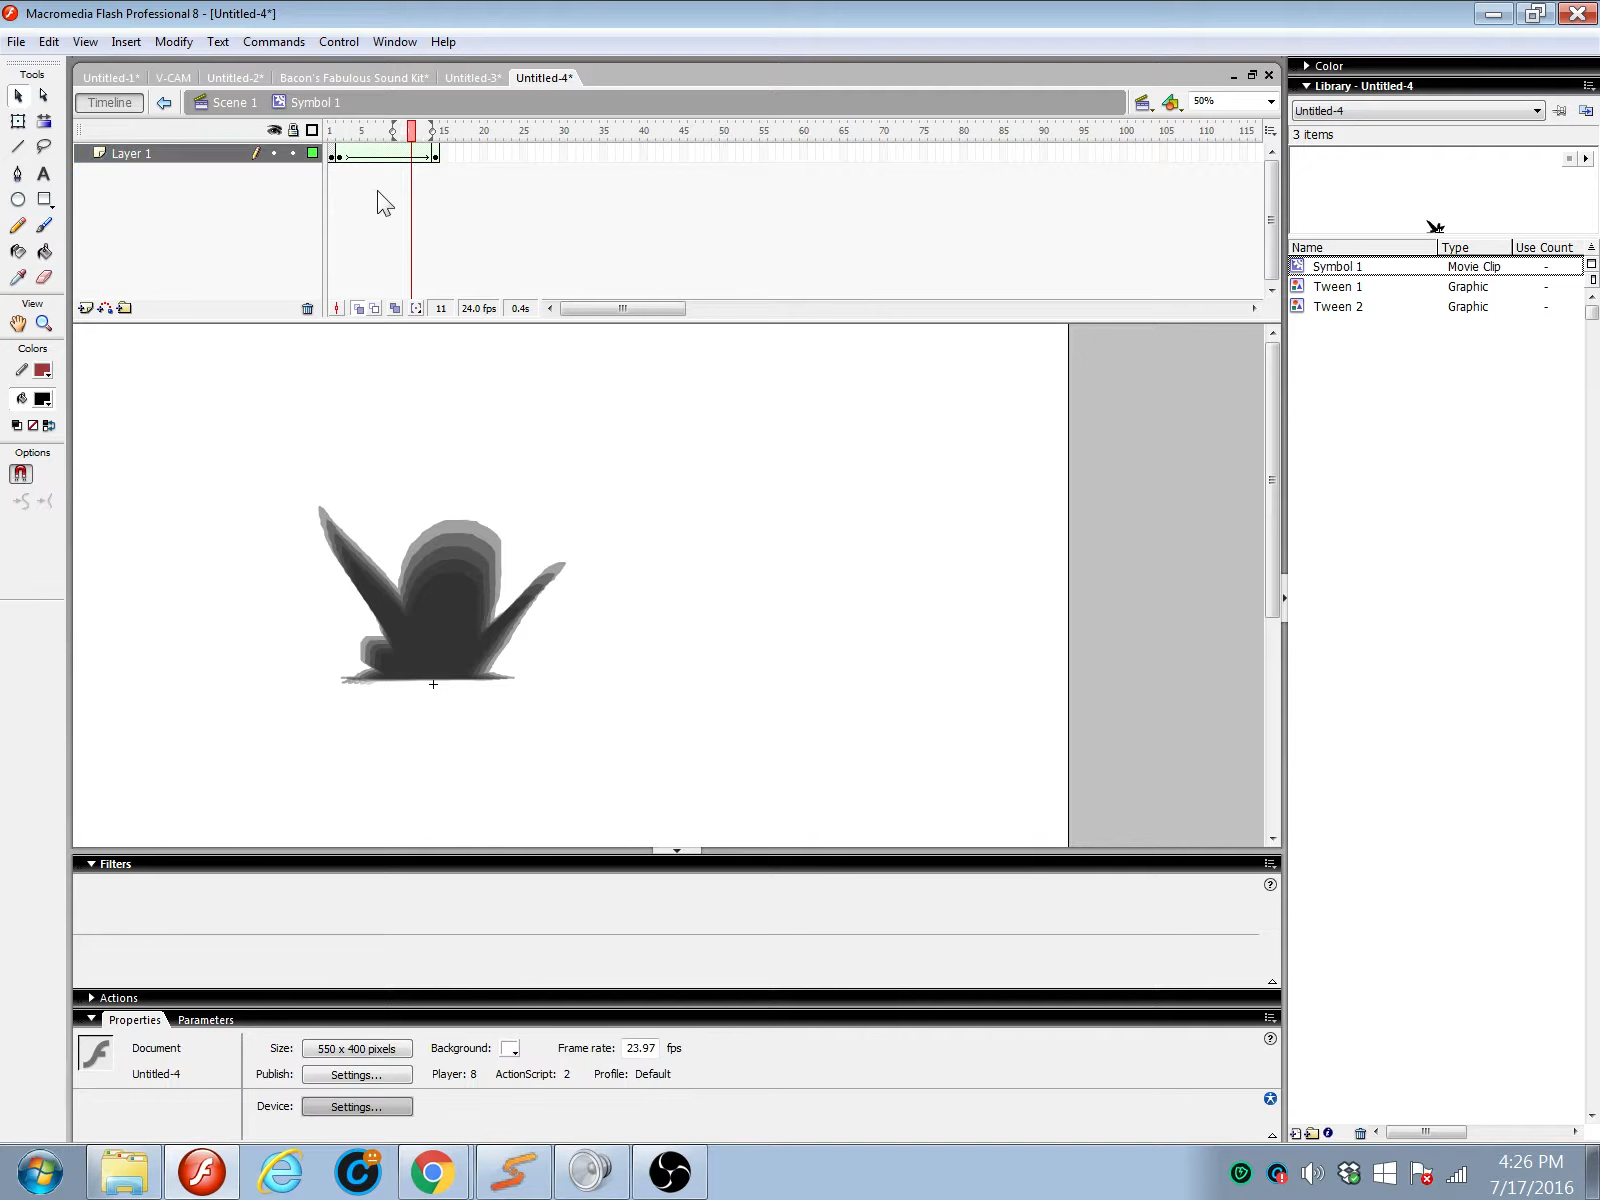 Macromedia Flash Professional 8 - [Untitled-4*]
File Edit View Insert Modify Text Commands Control Window Help
Tools
Untitled-1* V-CAM Untitled-2* Bacon's Fabulous Sound Kit* Untitled-3* Untitled-4*
Timeline Scene 1 Symbol 1 50%
1 5 15 20 25 30 35 40 45 50 55 60 65 70 75 80 85 90 95 100 105 110 115
Layer 1
A
11 24.0 fps 0.4s
View
Colors
Options
Color
Library - Untitled-4
Untitled-4
3 items
Name Type Use Count
Symbol 1 Movie Clip -
Tween 1 Graphic -
Tween 2 Graphic -
Filters
Actions
Properties Parameters
Document Size: 550 x 400 pixels Background: Frame rate: 23.97 fps
Untitled-4 Publish: Settings... Player: 8 ActionScript: 2 Profile: Default
Device: Settings...
4:26 PM
7/17/2016